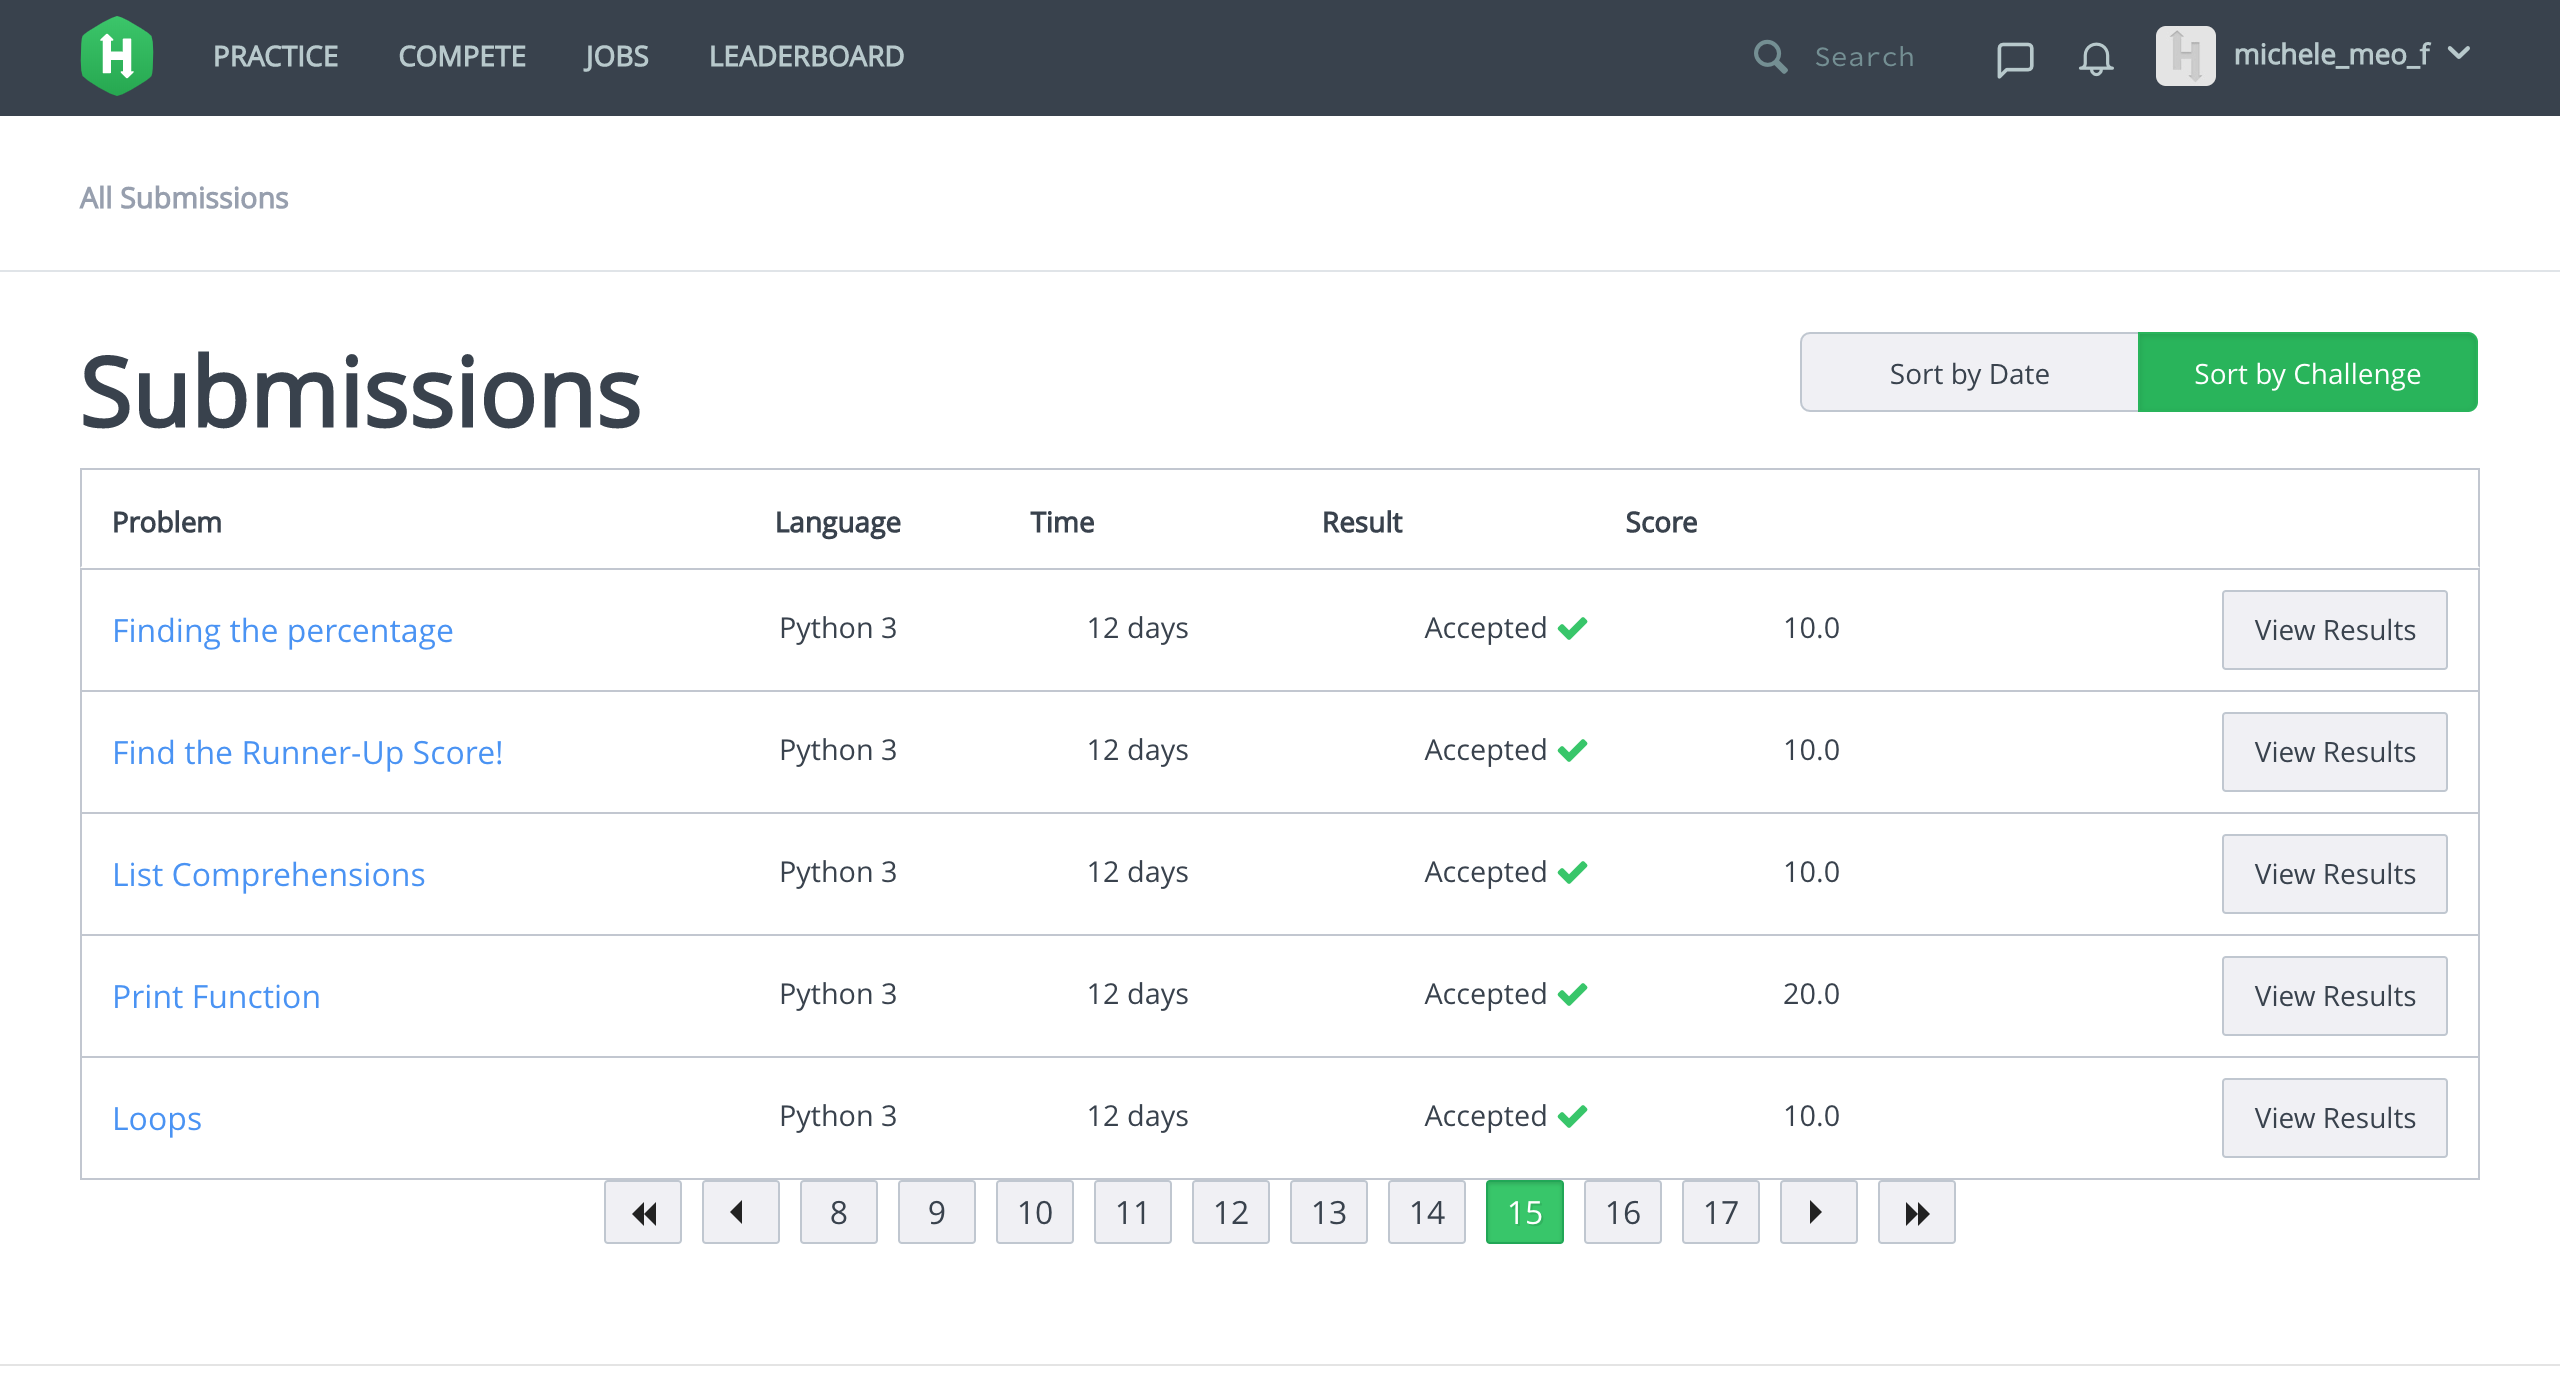 H PRACTICE COMPETE JOBS LEADERBOARD Search H michele_meo_f
All Submissions
Submissions
Sort by Date Sort by Challenge
Problem Language Time Result Score
Finding the percentage Python 3 12 days Accepted 10.0 View Results
Find the Runner-Up Score! Python 3 12 days Accepted 10.0 View Results
List Comprehensions Python 3 12 days Accepted 10.0 View Results
Print Function Python 3 12 days Accepted 20.0 View Results
Loops Python 3 12 days Accepted 10.0 View Results
8 9 10 11 12 13 14 15 16 17